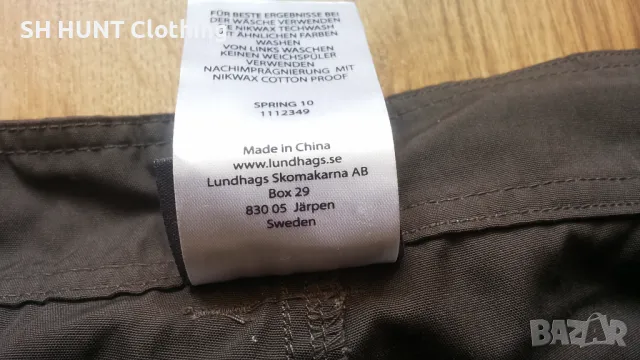 SH HUNT Clothing
FÜR BESTE ERGEBNISSE BEI
DER WÄSCHE VERWENDEN
SIE NIKWAX TECHWASH
MIT ÄHNLICHEN FARBEN
WASCHEN
VON LINKS WASCHEN
KEINEN WEICHSPÜLER
VERWENDEN
NACHIMPRÄGNIERUNG MIT
NIKWAX COTTON PROOF
SPRING 10
1112349
Made in China
www.lundhags.se
Lundhags Skomakarna AB
Box 29
830 05 Järpen
Sweden
BAZAR
bg